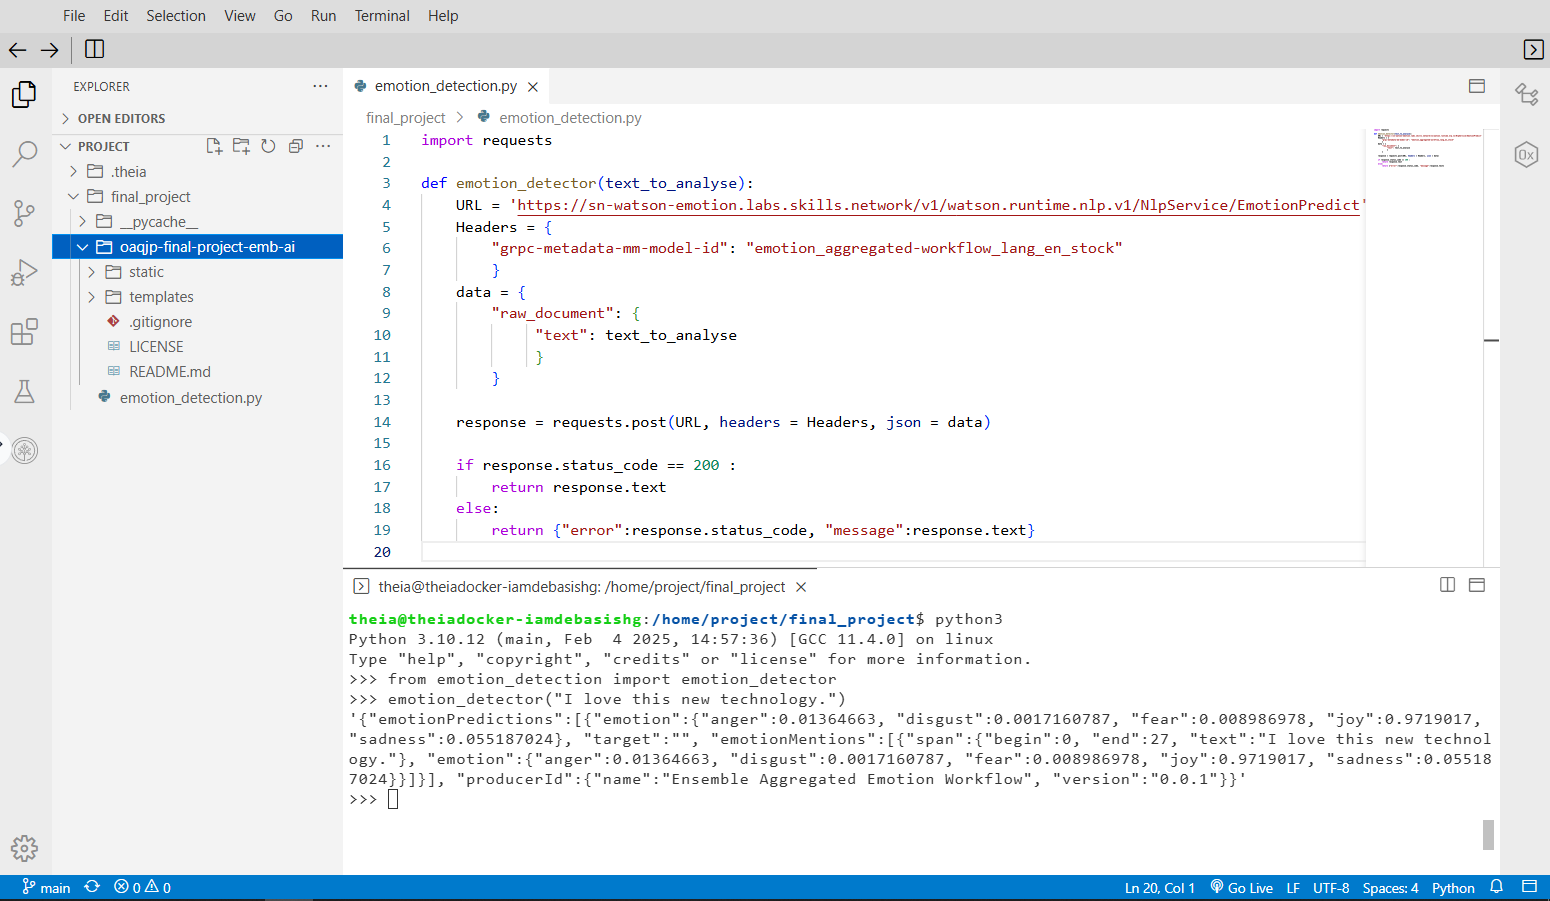 File Edit Selection View Go Run Terminal Help
EXPLORER
OPEN EDITORS
PROJECT
.theia
final_project
__pycache__
oaqjp-final-project-emb-ai
static
templates
.gitignore
LICENSE
README.md
emotion_detection.py
emotion_detection.py
final_project > emotion_detection.py
1 import requests
2
3 def emotion_detector(text_to_analyse):
4 URL = 'https://sn-watson-emotion.labs.skills.network/v1/watson.runtime.nlp.v1/NlpService/EmotionPredict'
5 Headers = {
6 "grpc-metadata-mm-model-id": "emotion_aggregated-workflow_lang_en_stock"
7 }
8 data = {
9 "raw_document": {
10 "text": text_to_analyse
11 }
12 }
13
14 response = requests.post(URL, headers = Headers, json = data)
15
16 if response.status_code == 200 :
17 return response.text
18 else:
19 return {"error":response.status_code, "message":response.text}
20
theia@theiadocker-iamdebasishg: /home/project/final_project
theia@theiadocker-iamdebasishg:/home/project/final_project$ python3
Python 3.10.12 (main, Feb  4 2025, 14:57:36) [GCC 11.4.0] on linux
Type "help", "copyright", "credits" or "license" for more information.
>>> from emotion_detection import emotion_detector
>>> emotion_detector("I love this new technology.")
'{"emotionPredictions":[{"emotion":{"anger":0.01364663, "disgust":0.0017160787, "fear":0.008986978, "joy":0.9719017,
"sadness":0.055187024}, "target":"", "emotionMentions":[{"span":{"begin":0, "end":27, "text":"I love this new technol
ogy."}, "emotion":{"anger":0.01364663, "disgust":0.0017160787, "fear":0.008986978, "joy":0.9719017, "sadness":0.05518
7024}}]}], "producerId":{"name":"Ensemble Aggregated Emotion Workflow", "version":"0.0.1"}}'
>>>
main 0 0 Ln 20, Col 1 Go Live LF UTF-8 Spaces: 4 Python